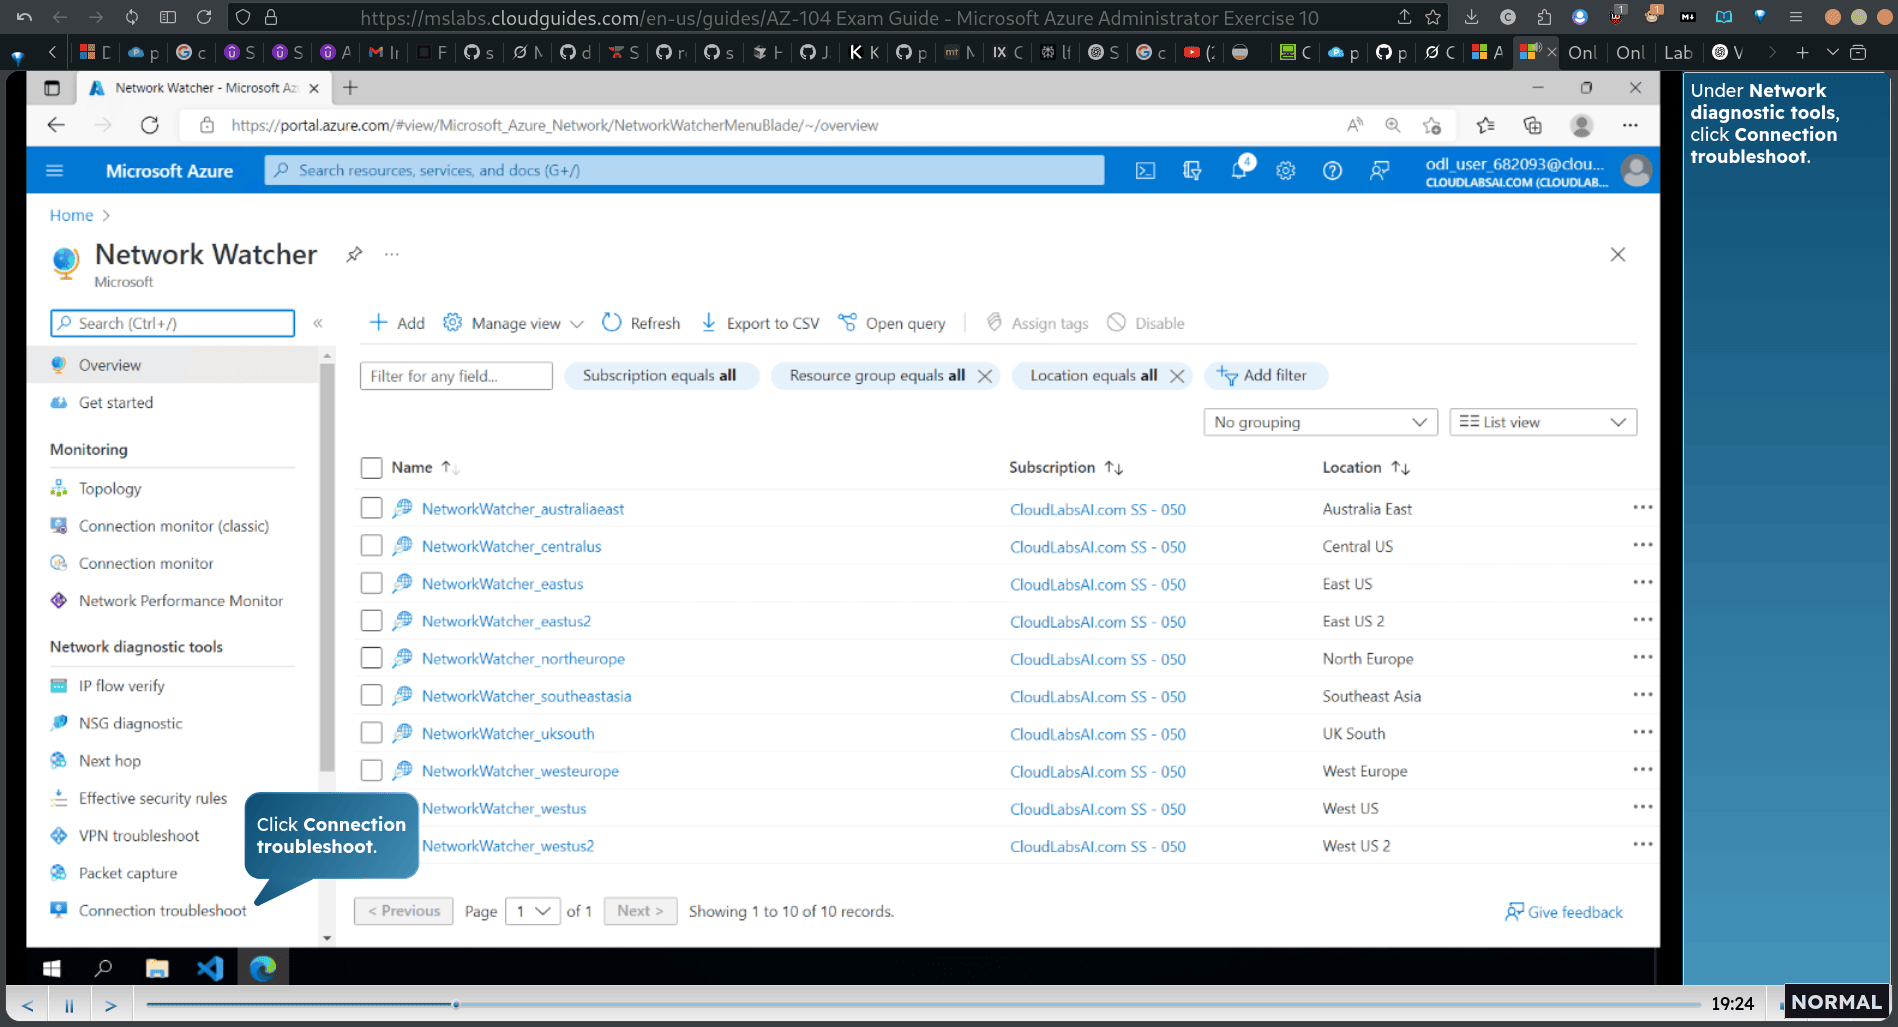 https://mslabs.cloudguides.com/en-us/guides/AZ-104 Exam Guide - Microsoft Azure Administrator Exercise 10
Onl
Onl
Lab
Network Watcher - Microsoft Az
https://portal.azure.com/#view/Microsoft_Azure_Network/NetworkWatcherMenuBlade/~/overview
Microsoft Azure
Search resources, services, and docs (G+/)
4
odl_user_682093@clou...
CLOUDLABSAI.COM (CLOUDLAB...
Home >
Network Watcher
Microsoft
Search (Ctrl+/)
Overview
Get started
Monitoring
Topology
Connection monitor (classic)
Connection monitor
Network Performance Monitor
Network diagnostic tools
IP flow verify
NSG diagnostic
Next hop
Effective security rules
VPN troubleshoot
Packet capture
Connection troubleshoot
Click Connection
troubleshoot.
Add
Manage view
Refresh
Export to CSV
Open query
Assign tags
Disable
Filter for any field...
Subscription equals all
Resource group equals all
Location equals all
Add filter
No grouping
List view
Name
Subscription
Location
NetworkWatcher_australiaeast CloudLabsAI.com SS - 050 Australia East
NetworkWatcher_centralus CloudLabsAI.com SS - 050 Central US
NetworkWatcher_eastus CloudLabsAI.com SS - 050 East US
NetworkWatcher_eastus2 CloudLabsAI.com SS - 050 East US 2
NetworkWatcher_northeurope CloudLabsAI.com SS - 050 North Europe
NetworkWatcher_southeastasia CloudLabsAI.com SS - 050 Southeast Asia
NetworkWatcher_uksouth CloudLabsAI.com SS - 050 UK South
NetworkWatcher_westeurope CloudLabsAI.com SS - 050 West Europe
NetworkWatcher_westus CloudLabsAI.com SS - 050 West US
NetworkWatcher_westus2 CloudLabsAI.com SS - 050 West US 2
< Previous
Page 1 of 1
Next >
Showing 1 to 10 of 10 records.
Give feedback
Under Network
diagnostic tools,
click Connection
troubleshoot.
19:24
NORMAL